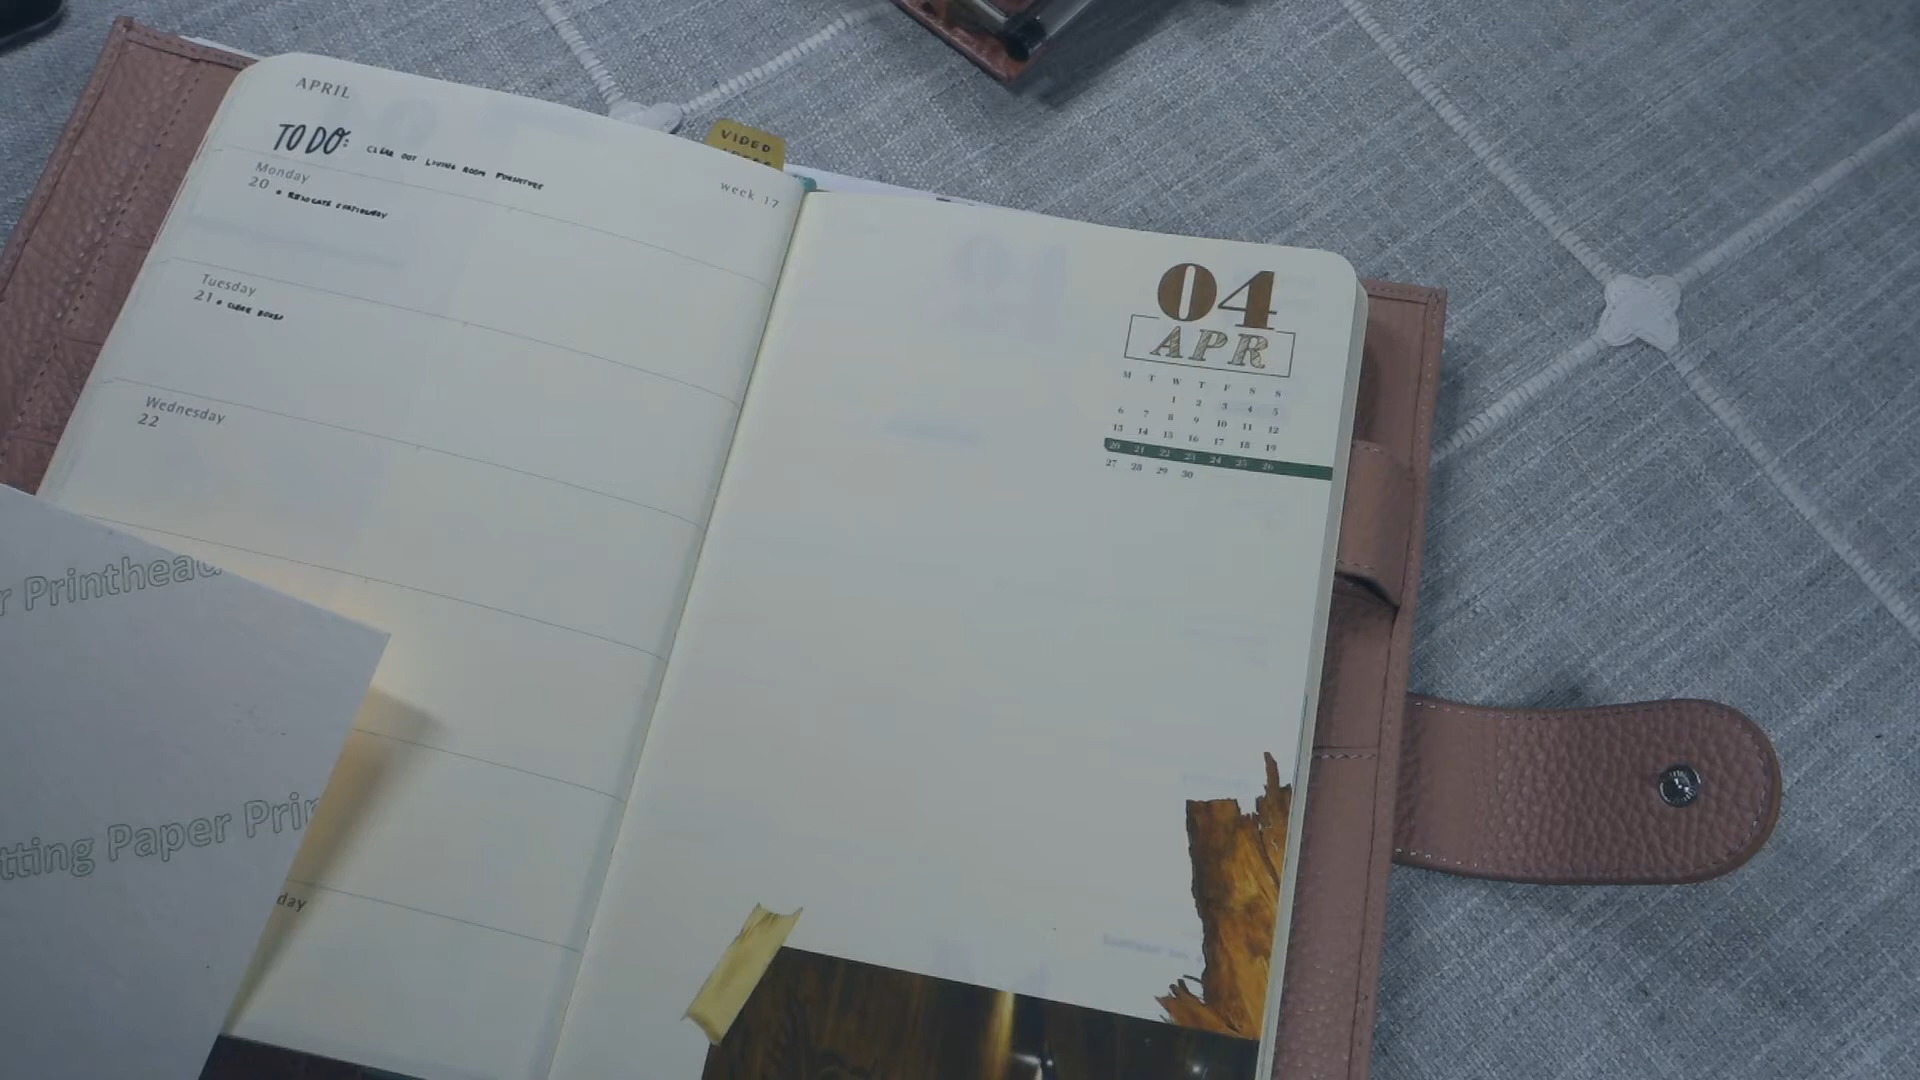 APRIL
TO DO: CLEAR OUT LIVING ROOM FURNITURE
week 17
Monday
20 • RELOCATE STATIONERY
Tuesday
21 •
Wednesday
22
day
VIDEO
04
APR
M T W T F S S
1 2 3 4 5
6 7 8 9 10 11 12
13 14 15 16 17 18 19
20 21 22 23 24 25 26
27 28 29 30
r Printhead
tting Paper Prin